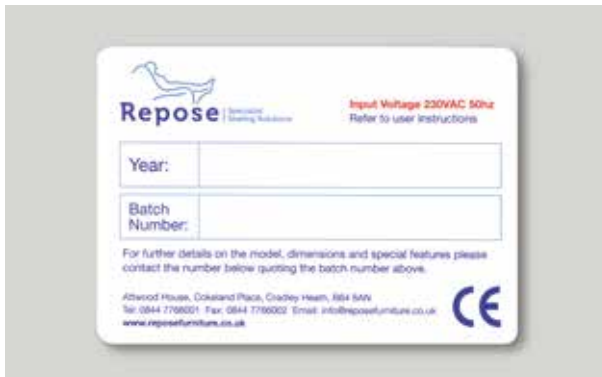 Repose
Specialist
Seating Solutions
Input Voltage 230VAC 50hz
Refer to user instructions
Year:
Batch
Number:
For further details on the model, dimensions and special features please
contact the number below quoting the batch number above.
Attwood House, Cokeland Place, Cradley Heath, B64 6AN
Tel: 0844 7766001 Fax: 0844 7766002 Email: info@reposefurniture.co.uk
www.reposefurniture.co.uk
CE